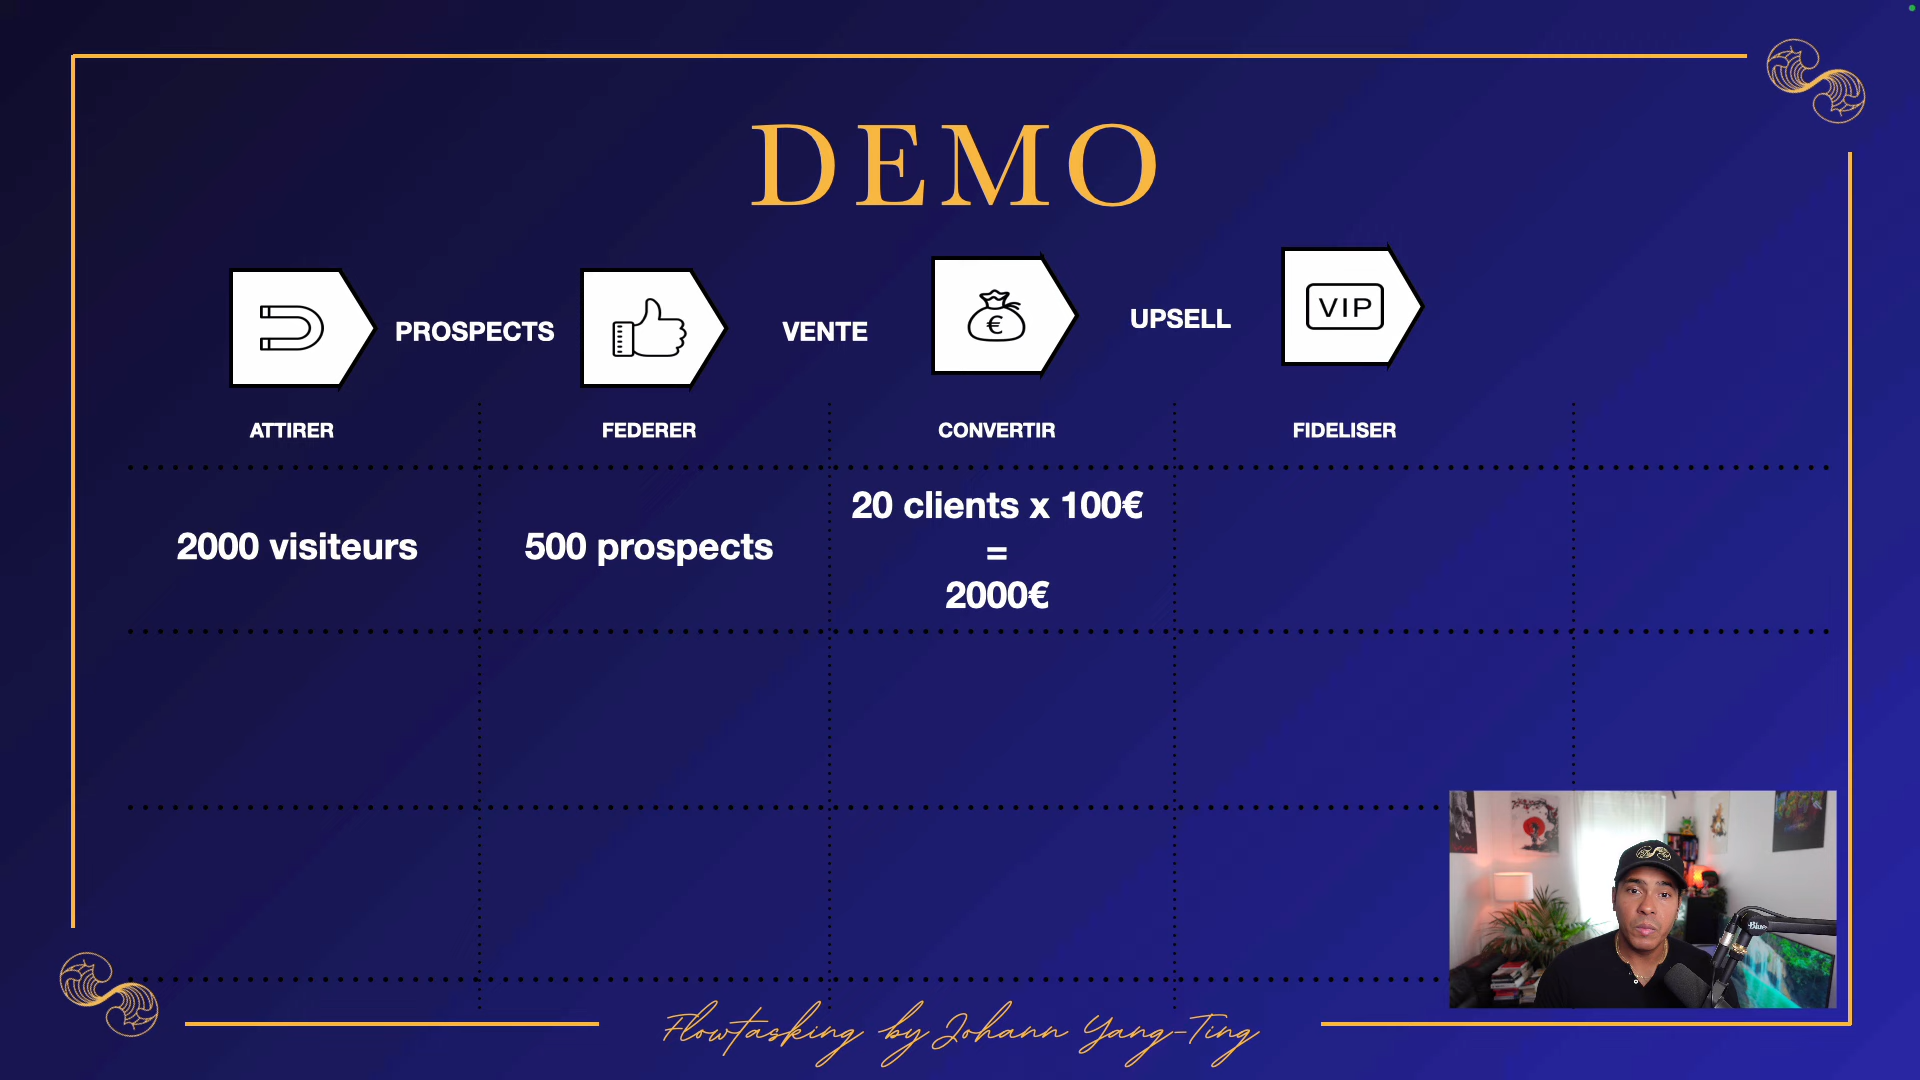 DEMO
PROSPECTS
VENTE
€
UPSELL
VIP
ATTIRER
FEDERER
CONVERTIR
FIDELISER
2000 visiteurs
500 prospects
20 clients x 100€
=
2000€
Blue
Flowtasking by Johann Yang-Ting